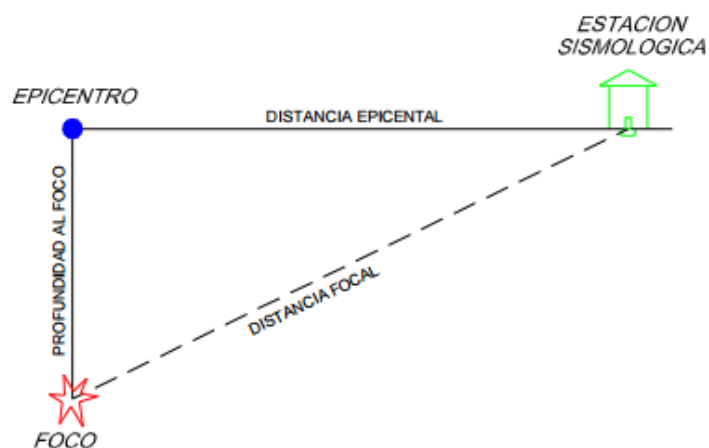 ESTACION
SISMOLOGICA
EPICENTRO
DISTANCIA EPICENTAL
PROFUNDIDAD AL FOCO
DISTANCIA FOCAL
FOCO